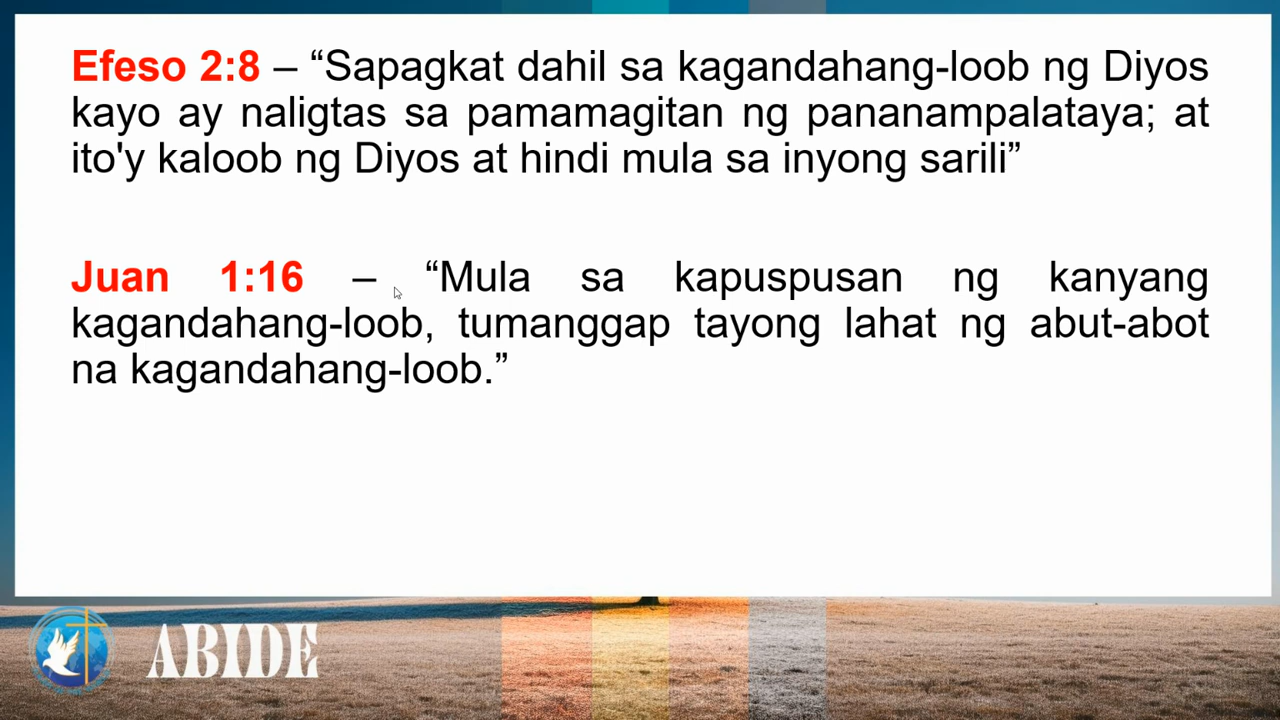 Efeso 2:8 – “Sapagkat dahil sa kagandahang-loob ng Diyos
kayo ay naligtas sa pamamagitan ng pananampalataya; at
ito'y kaloob ng Diyos at hindi mula sa inyong sarili”
Juan 1:16 – “Mula sa kapuspusan ng kanyang
kagandahang-loob, tumanggap tayong lahat ng abut-abot
na kagandahang-loob.”
ABIDE